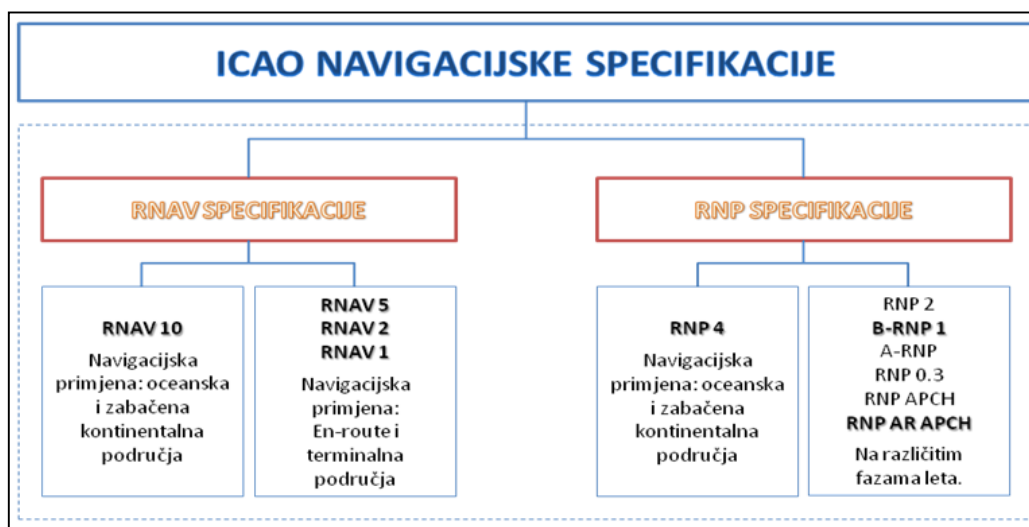 ICAO NAVIGACIJSKE SPECIFIKACIJE
RNAV SPECIFIKACIJE
RNP SPECIFIKACIJE
RNAV 10
Navigacijska
primjena: oceanska
i zabačena
kontinentalna
područja
RNAV 5
RNAV 2
RNAV 1
Navigacijska
primjena:
En-route i
terminalna
područja
RNP 4
Navigacijska
primjena: oceanska
i zabačena
kontinentalna
područja
RNP 2
B-RNP 1
A-RNP
RNP 0.3
RNP APCH
RNP AR APCH
Na različitim
fazama leta.